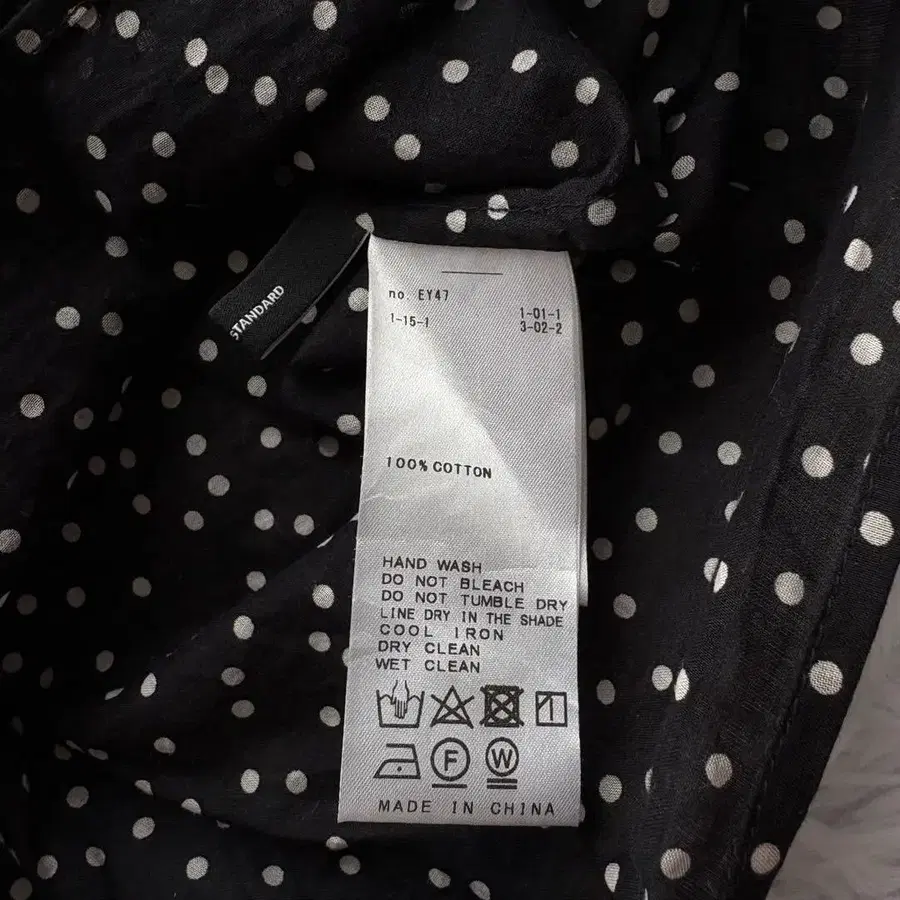 STANDARD
no. EY47
1-15-1
1-01-1
3-02-2
100% COTTON
HAND WASH
DO NOT BLEACH
DO NOT TUMBLE DRY
LINE DRY IN THE SHADE
COOL IRON
DRY CLEAN
WET CLEAN
F
W
MADE IN CHINA